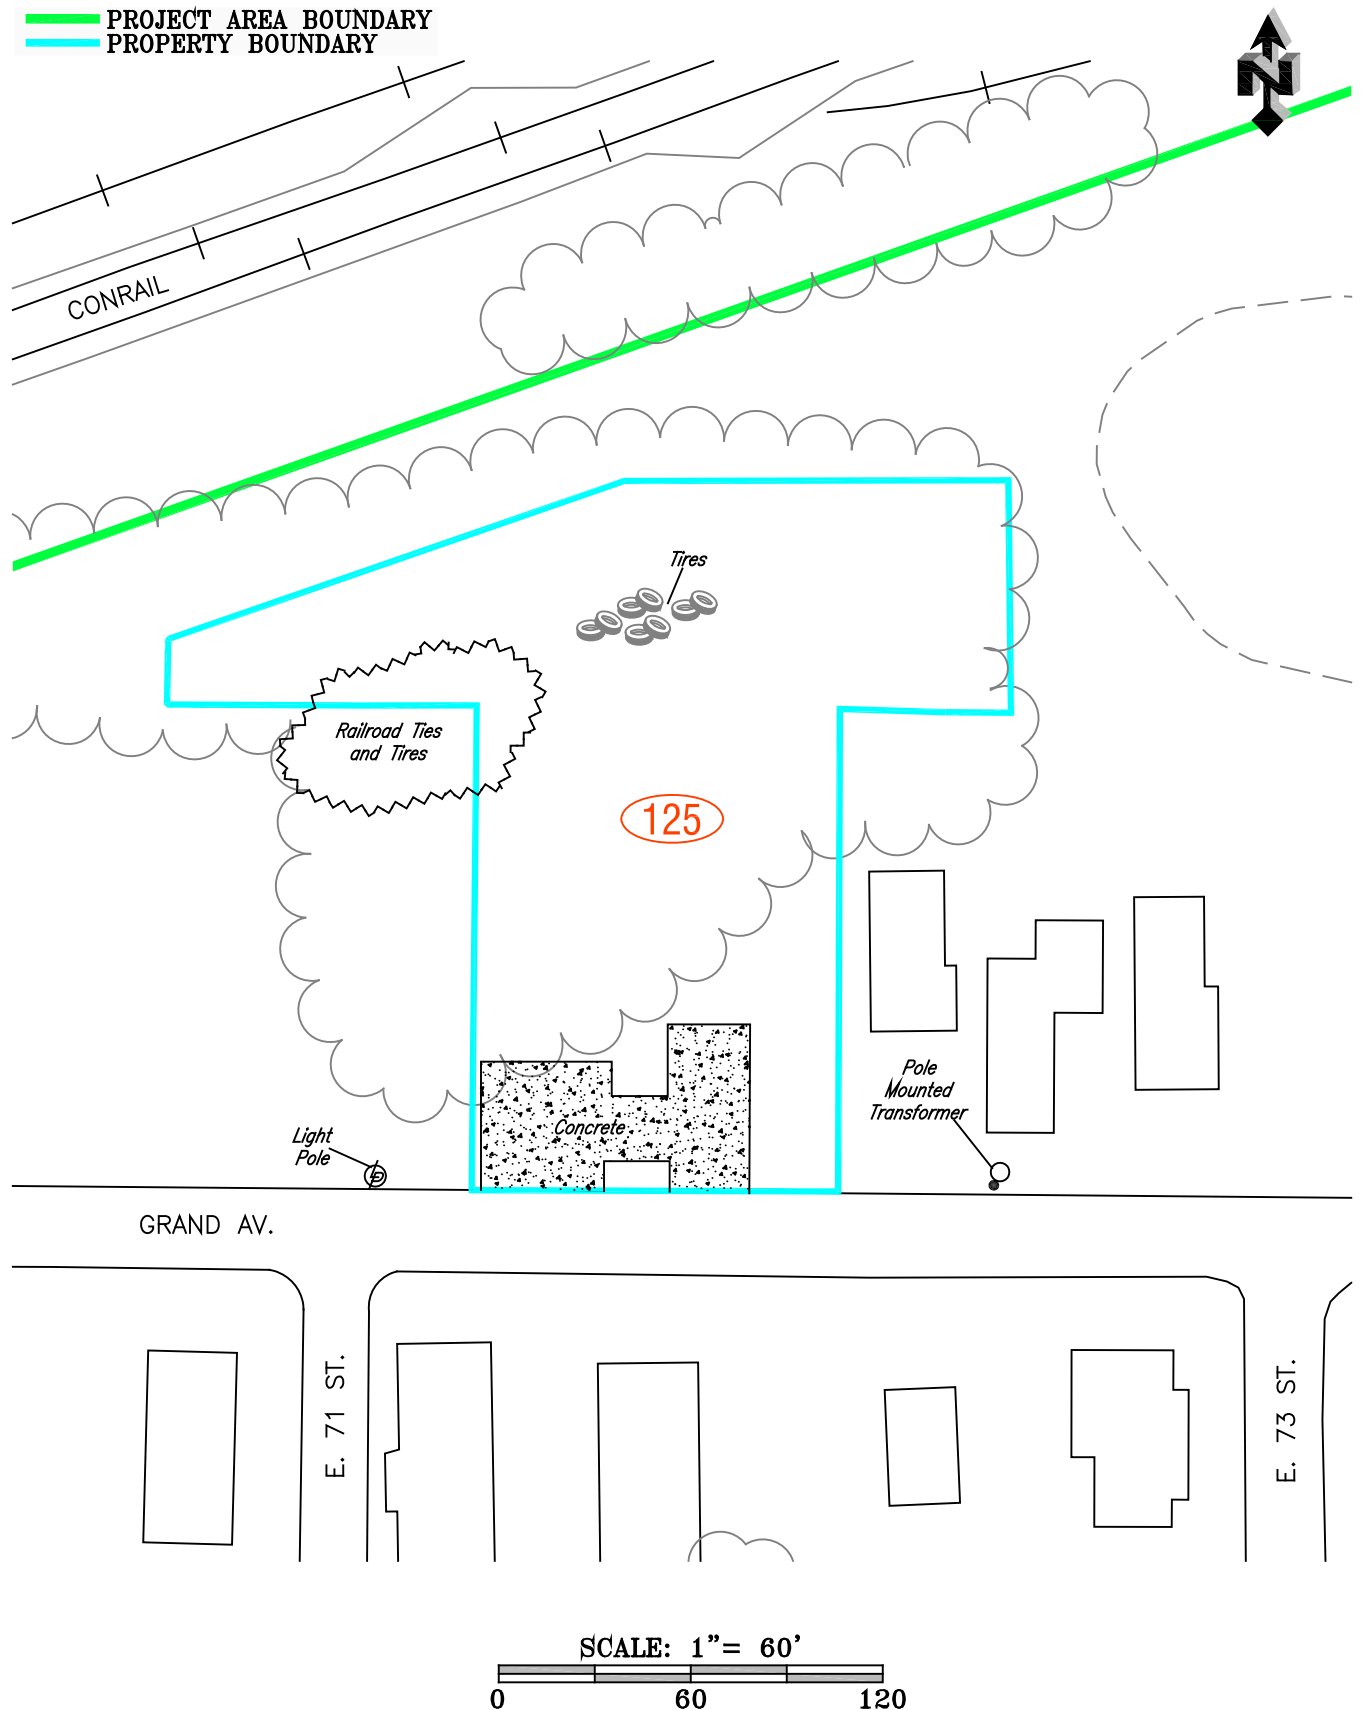 PROJECT AREA BOUNDARY
PROPERTY BOUNDARY
N
CONRAIL
Tires
Railroad Ties
and Tires
125
Pole
Mounted
Transformer
Concrete
Light
Pole
GRAND AV.
E. 71 ST.
E. 73 ST.
SCALE: 1"= 60'
0 60 120